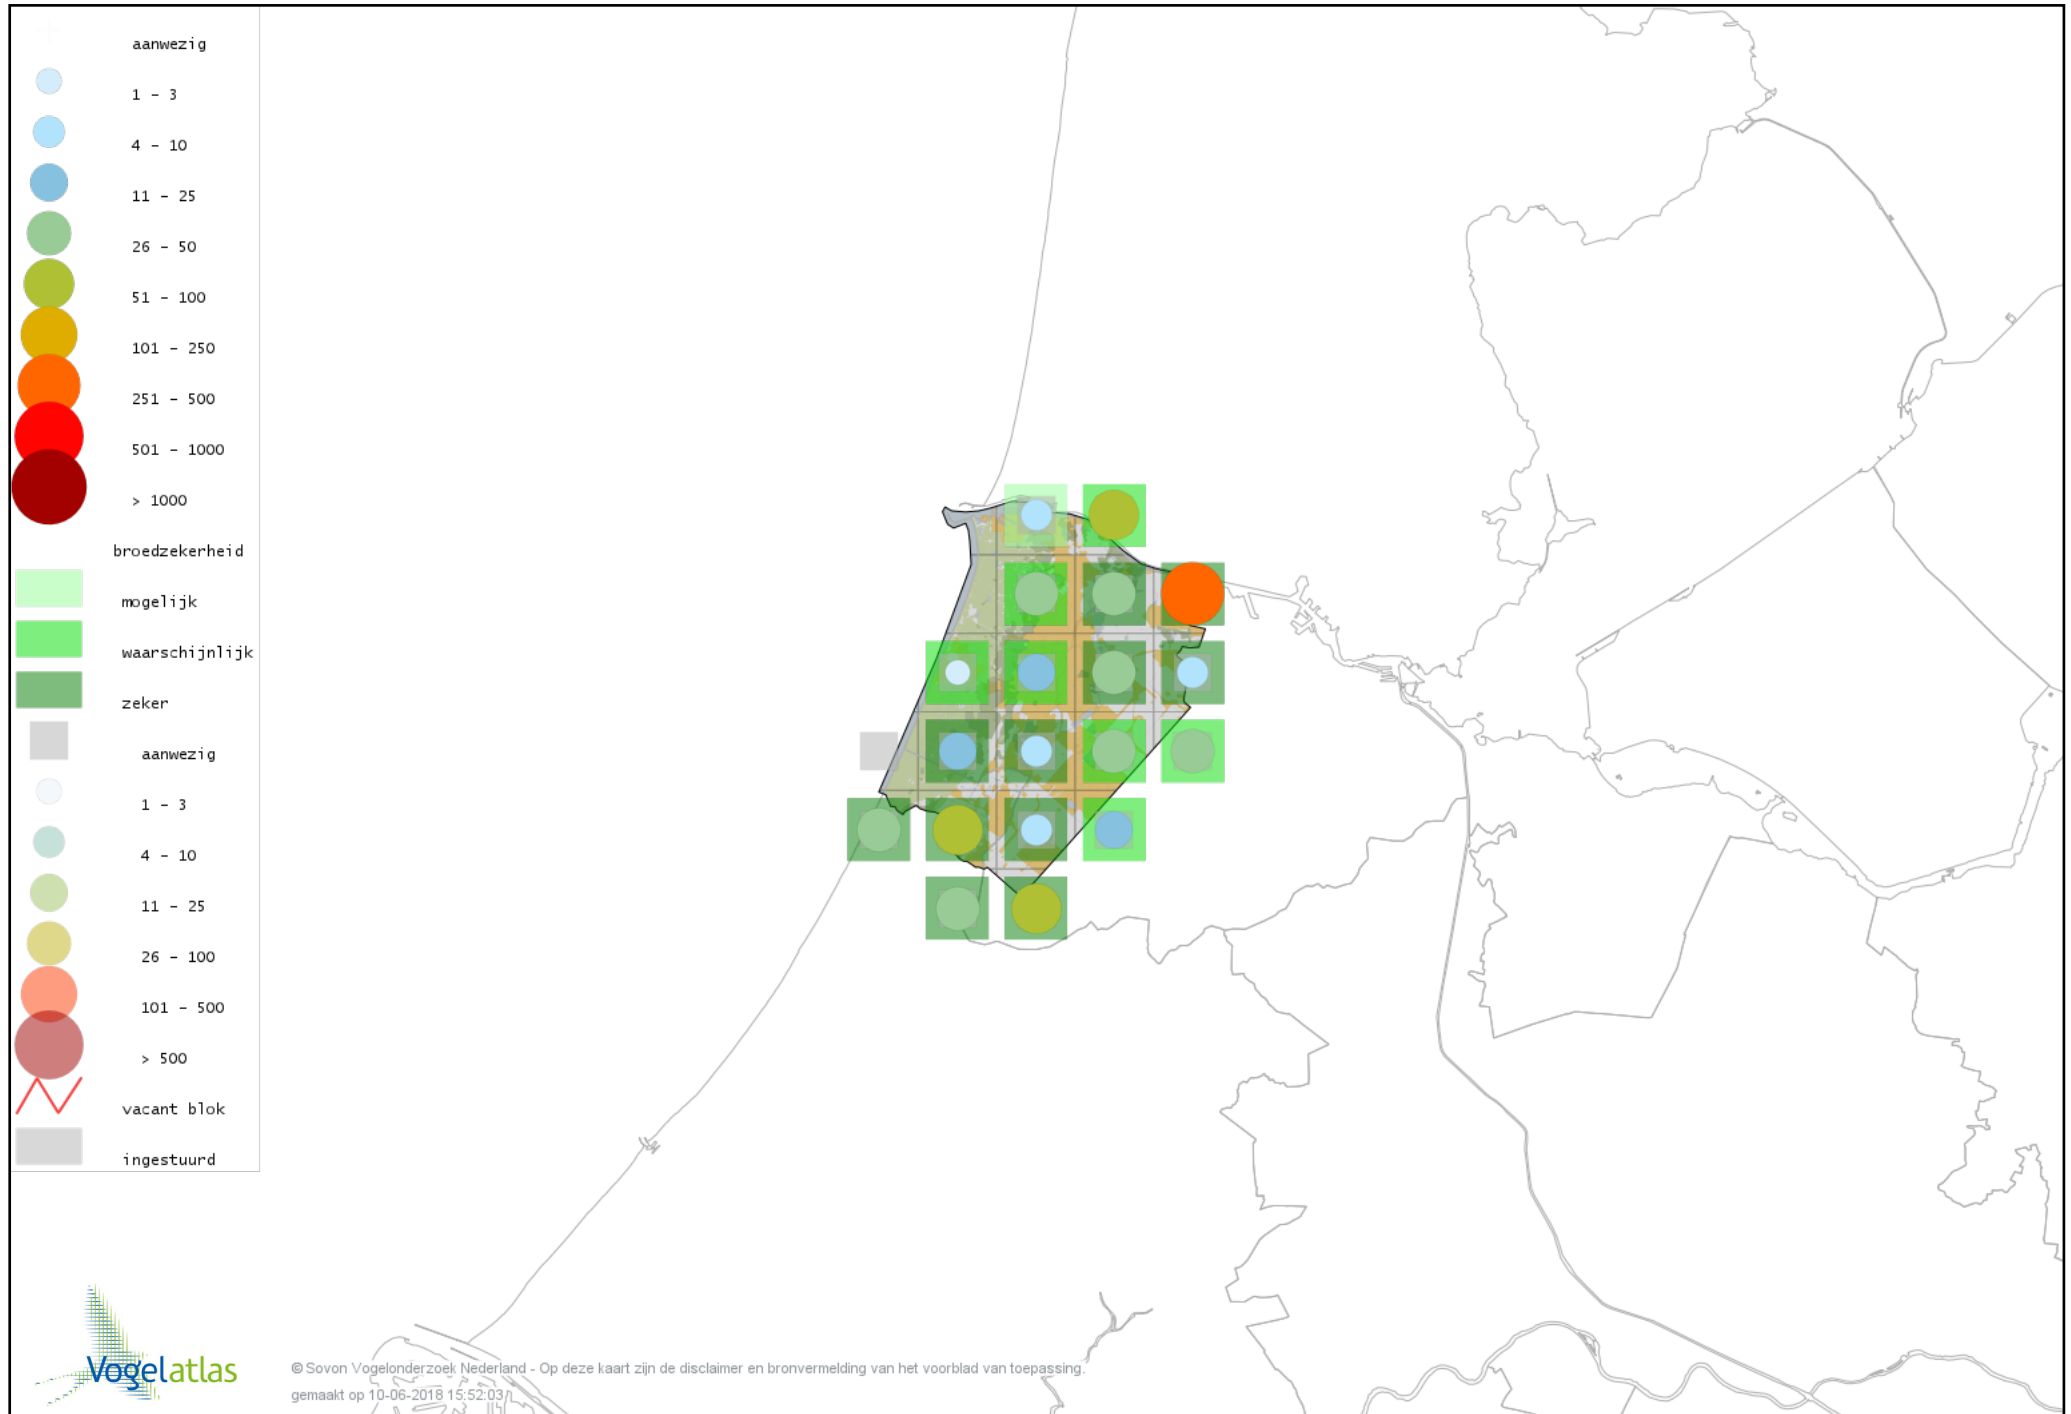 aanwezig
1 - 3
4 - 10
11 - 25
26 - 50
51 - 100
101 - 250
251 - 500
501 - 1000
> 1000
broedzekerheid
mogelijk
waarschijnlijk
zeker
aanwezig
1 - 3
4 - 10
11 - 25
26 - 100
101 - 500
> 500
vacant blok
ingestuurd
Vogelatlas
© Sovon Vogelonderzoek Nederland - Op deze kaart zijn de disclaimer en bronvermelding van het voorblad van toepassing.
gemaakt op 10-06-2018 15:52:03